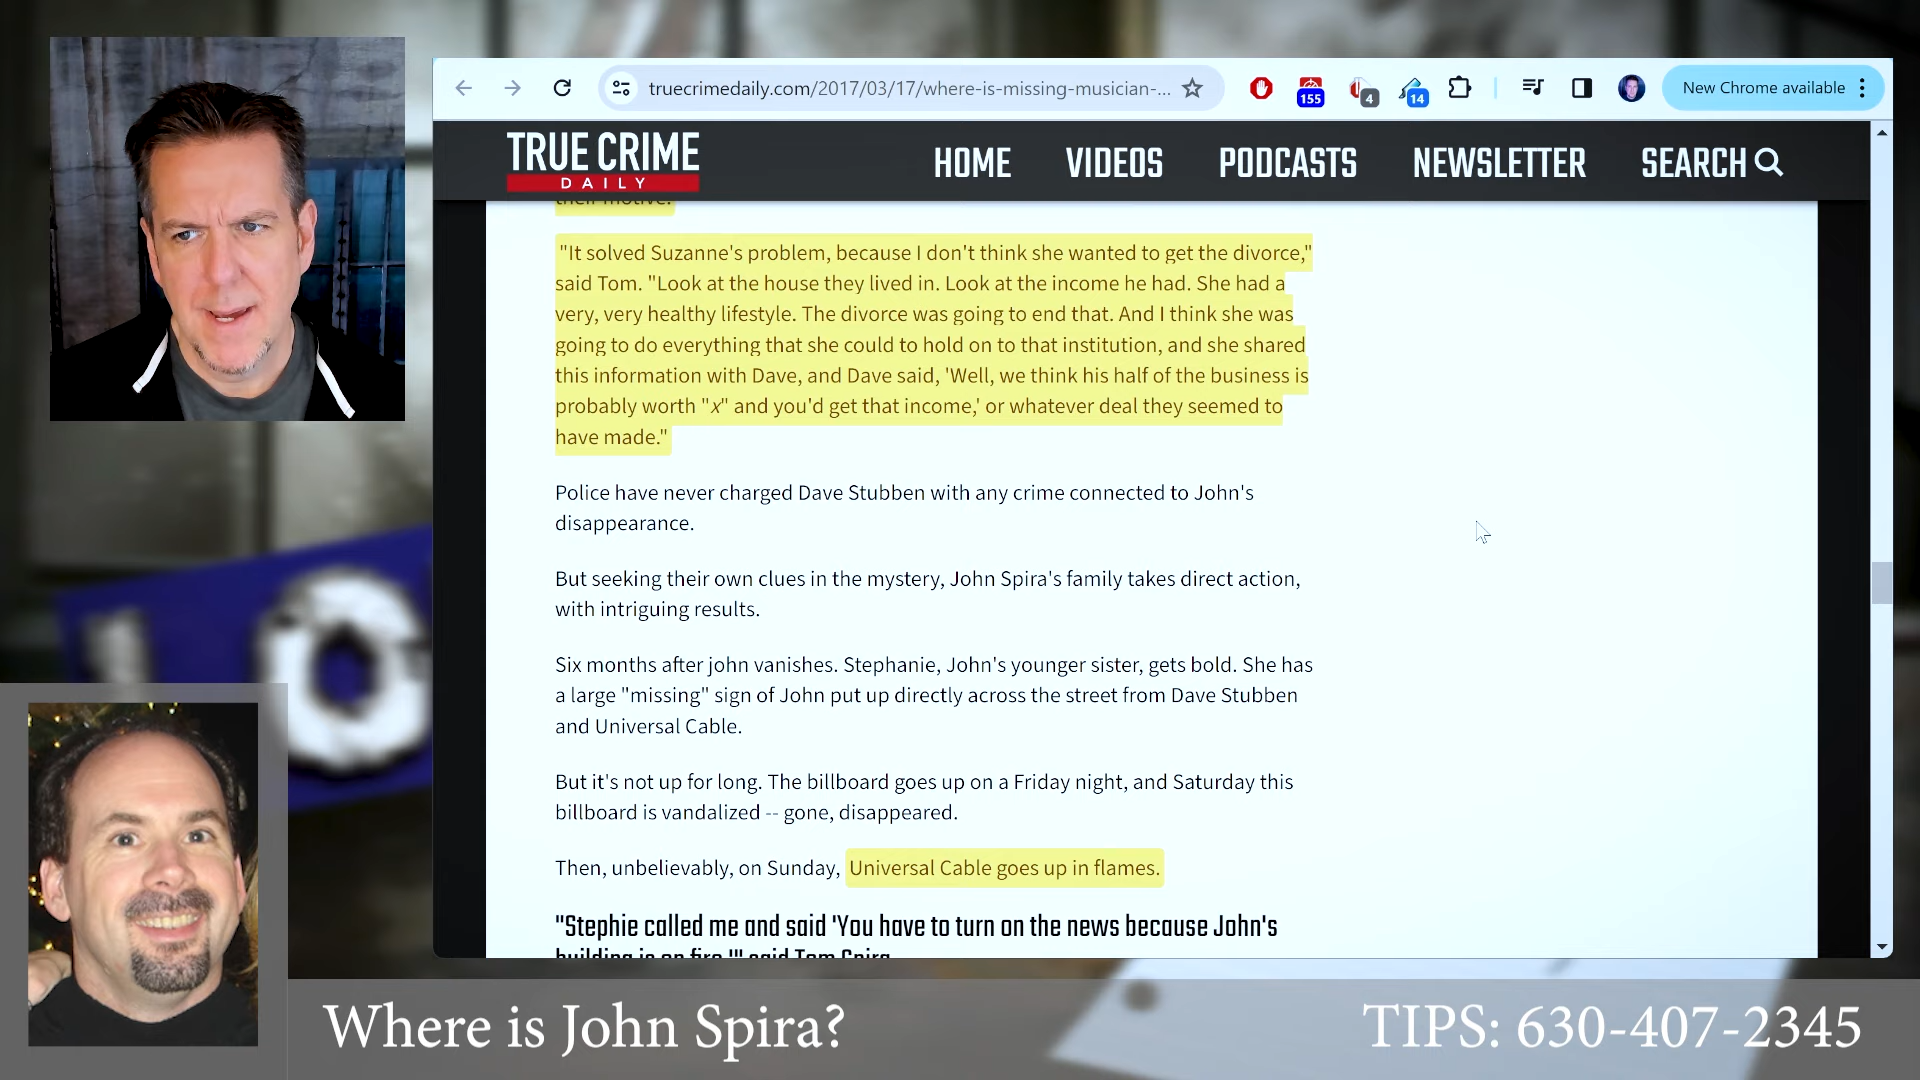 truecrimedaily.com/2017/03/17/where-is-missing-musician-...
155
4
14
New Chrome available
TRUE CRIME
DAILY
HOME
VIDEOS
PODCASTS
NEWSLETTER
SEARCH
their motive.
"It solved Suzanne's problem, because I don't think she wanted to get the divorce,"
said Tom. "Look at the house they lived in. Look at the income he had. She had a
very, very healthy lifestyle. The divorce was going to end that. And I think she was
going to do everything that she could to hold on to that institution, and she shared
this information with Dave, and Dave said, 'Well, we think his half of the business is
probably worth "x" and you'd get that income,' or whatever deal they seemed to
have made."
Police have never charged Dave Stubben with any crime connected to John's
disappearance.
But seeking their own clues in the mystery, John Spira's family takes direct action,
with intriguing results.
Six months after john vanishes. Stephanie, John's younger sister, gets bold. She has
a large "missing" sign of John put up directly across the street from Dave Stubben
and Universal Cable.
But it's not up for long. The billboard goes up on a Friday night, and Saturday this
billboard is vandalized -- gone, disappeared.
Then, unbelievably, on Sunday, Universal Cable goes up in flames.
"Stephie called me and said 'You have to turn on the news because John's
building is on fire,'" said Tom Spira.
Where is John Spira?
TIPS: 630-407-2345